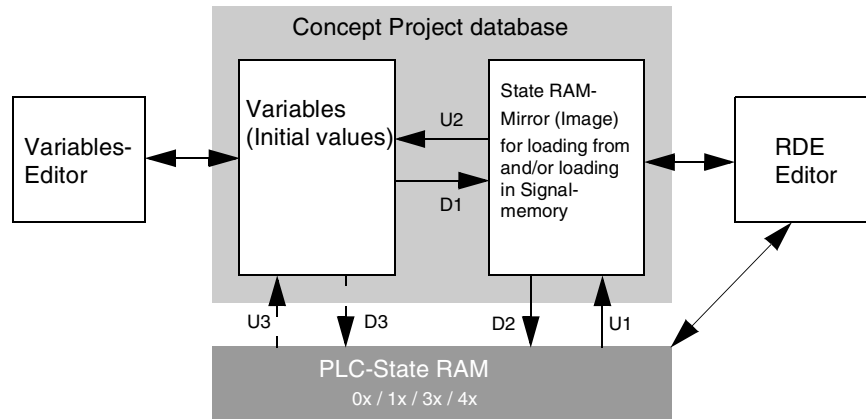 Concept Project database
Variables-
Editor
Variables
(Initial values)
U2
D1
State RAM-
Mirror (Image)
for loading from
and/or loading
in Signal-
memory
RDE
Editor
U3
D3
D2
U1
PLC-State RAM
0x / 1x / 3x / 4x